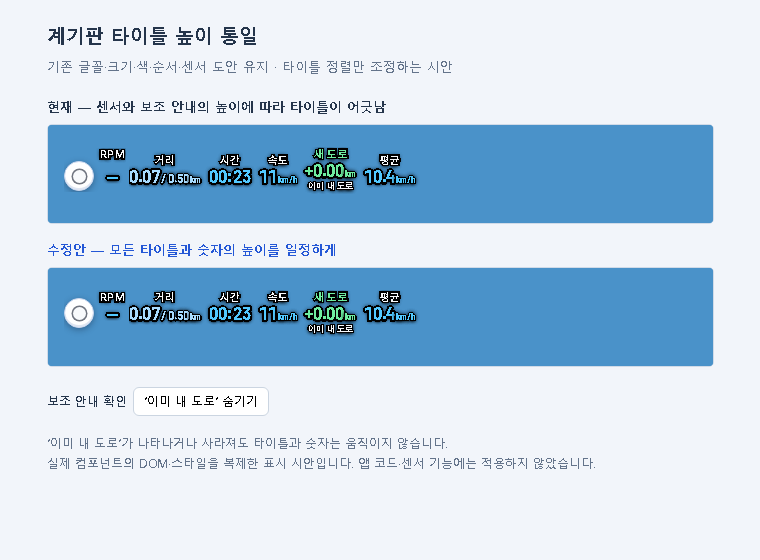 계기판 타이틀 높이 통일
기존 글꼴·크기·색·순서·센서 도안 유지 · 타이틀 정렬만 조정하는 시안
현재 — 센서와 보조 안내의 높이에 따라 타이틀이 어긋남
RPM 거리 시간 속도 새 도로 평균
— 0.07/ 0.50km 00:23 11km/h +0.00km 10.4km/h
이미 내 도로
수정안 — 모든 타이틀과 숫자의 높이를 일정하게
RPM 거리 시간 속도 새 도로 평균
— 0.07/ 0.50km 00:23 11km/h +0.00km 10.4km/h
이미 내 도로
보조 안내 확인 ‘이미 내 도로’ 숨기기
‘이미 내 도로’가 나타나거나 사라져도 타이틀과 숫자는 움직이지 않습니다.
실제 컴포넌트의 DOM·스타일을 복제한 표시 시안입니다. 앱 코드·센서 기능에는 적용하지 않았습니다.